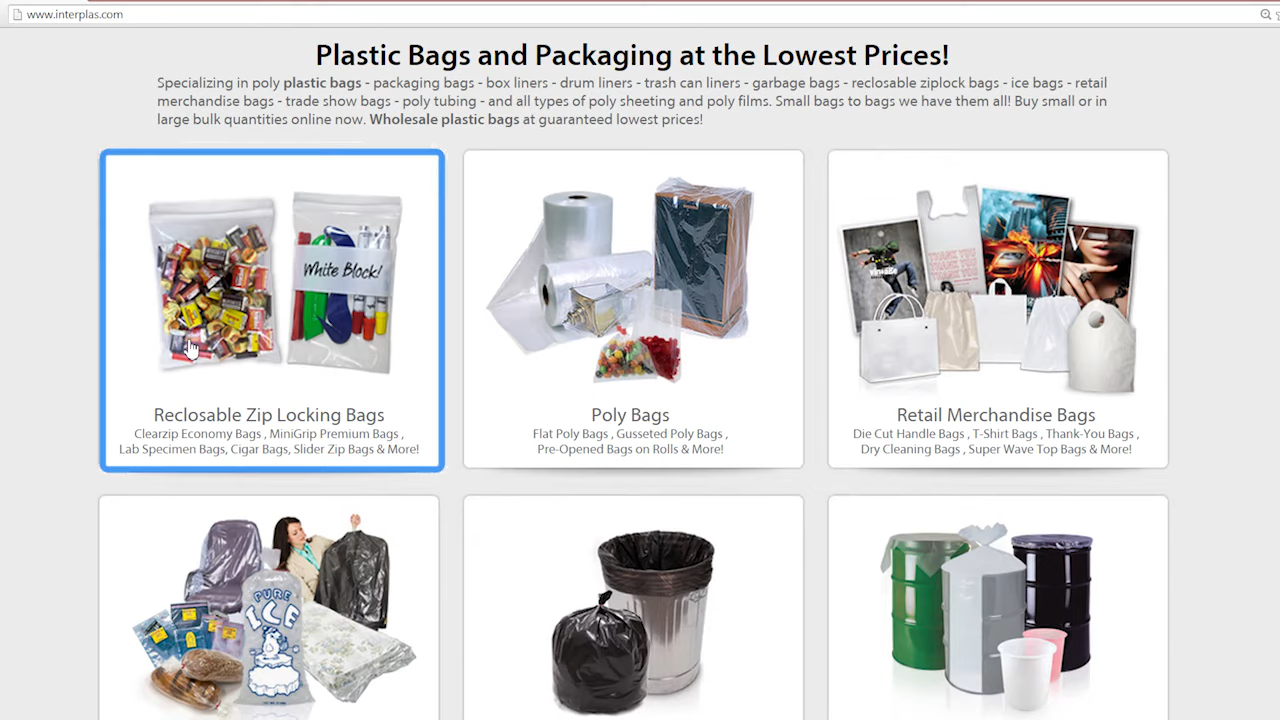 www.interplas.com
Plastic Bags and Packaging at the Lowest Prices!
Specializing in poly plastic bags - packaging bags - box liners - drum liners - trash can liners - garbage bags - reclosable ziplock bags - ice bags - retail
merchandise bags - trade show bags - poly tubing - and all types of poly sheeting and poly films. Small bags to bags we have them all! Buy small or in
large bulk quantities online now. Wholesale plastic bags at guaranteed lowest prices!
White Block!
Reclosable Zip Locking Bags
Clearzip Economy Bags , MiniGrip Premium Bags ,
Lab Specimen Bags, Cigar Bags, Slider Zip Bags & More!
Poly Bags
Flat Poly Bags , Gusseted Poly Bags ,
Pre-Opened Bags on Rolls & More!
Retail Merchandise Bags
Die Cut Handle Bags , T-Shirt Bags , Thank-You Bags ,
Dry Cleaning Bags , Super Wave Top Bags & More!
PURE
ICE